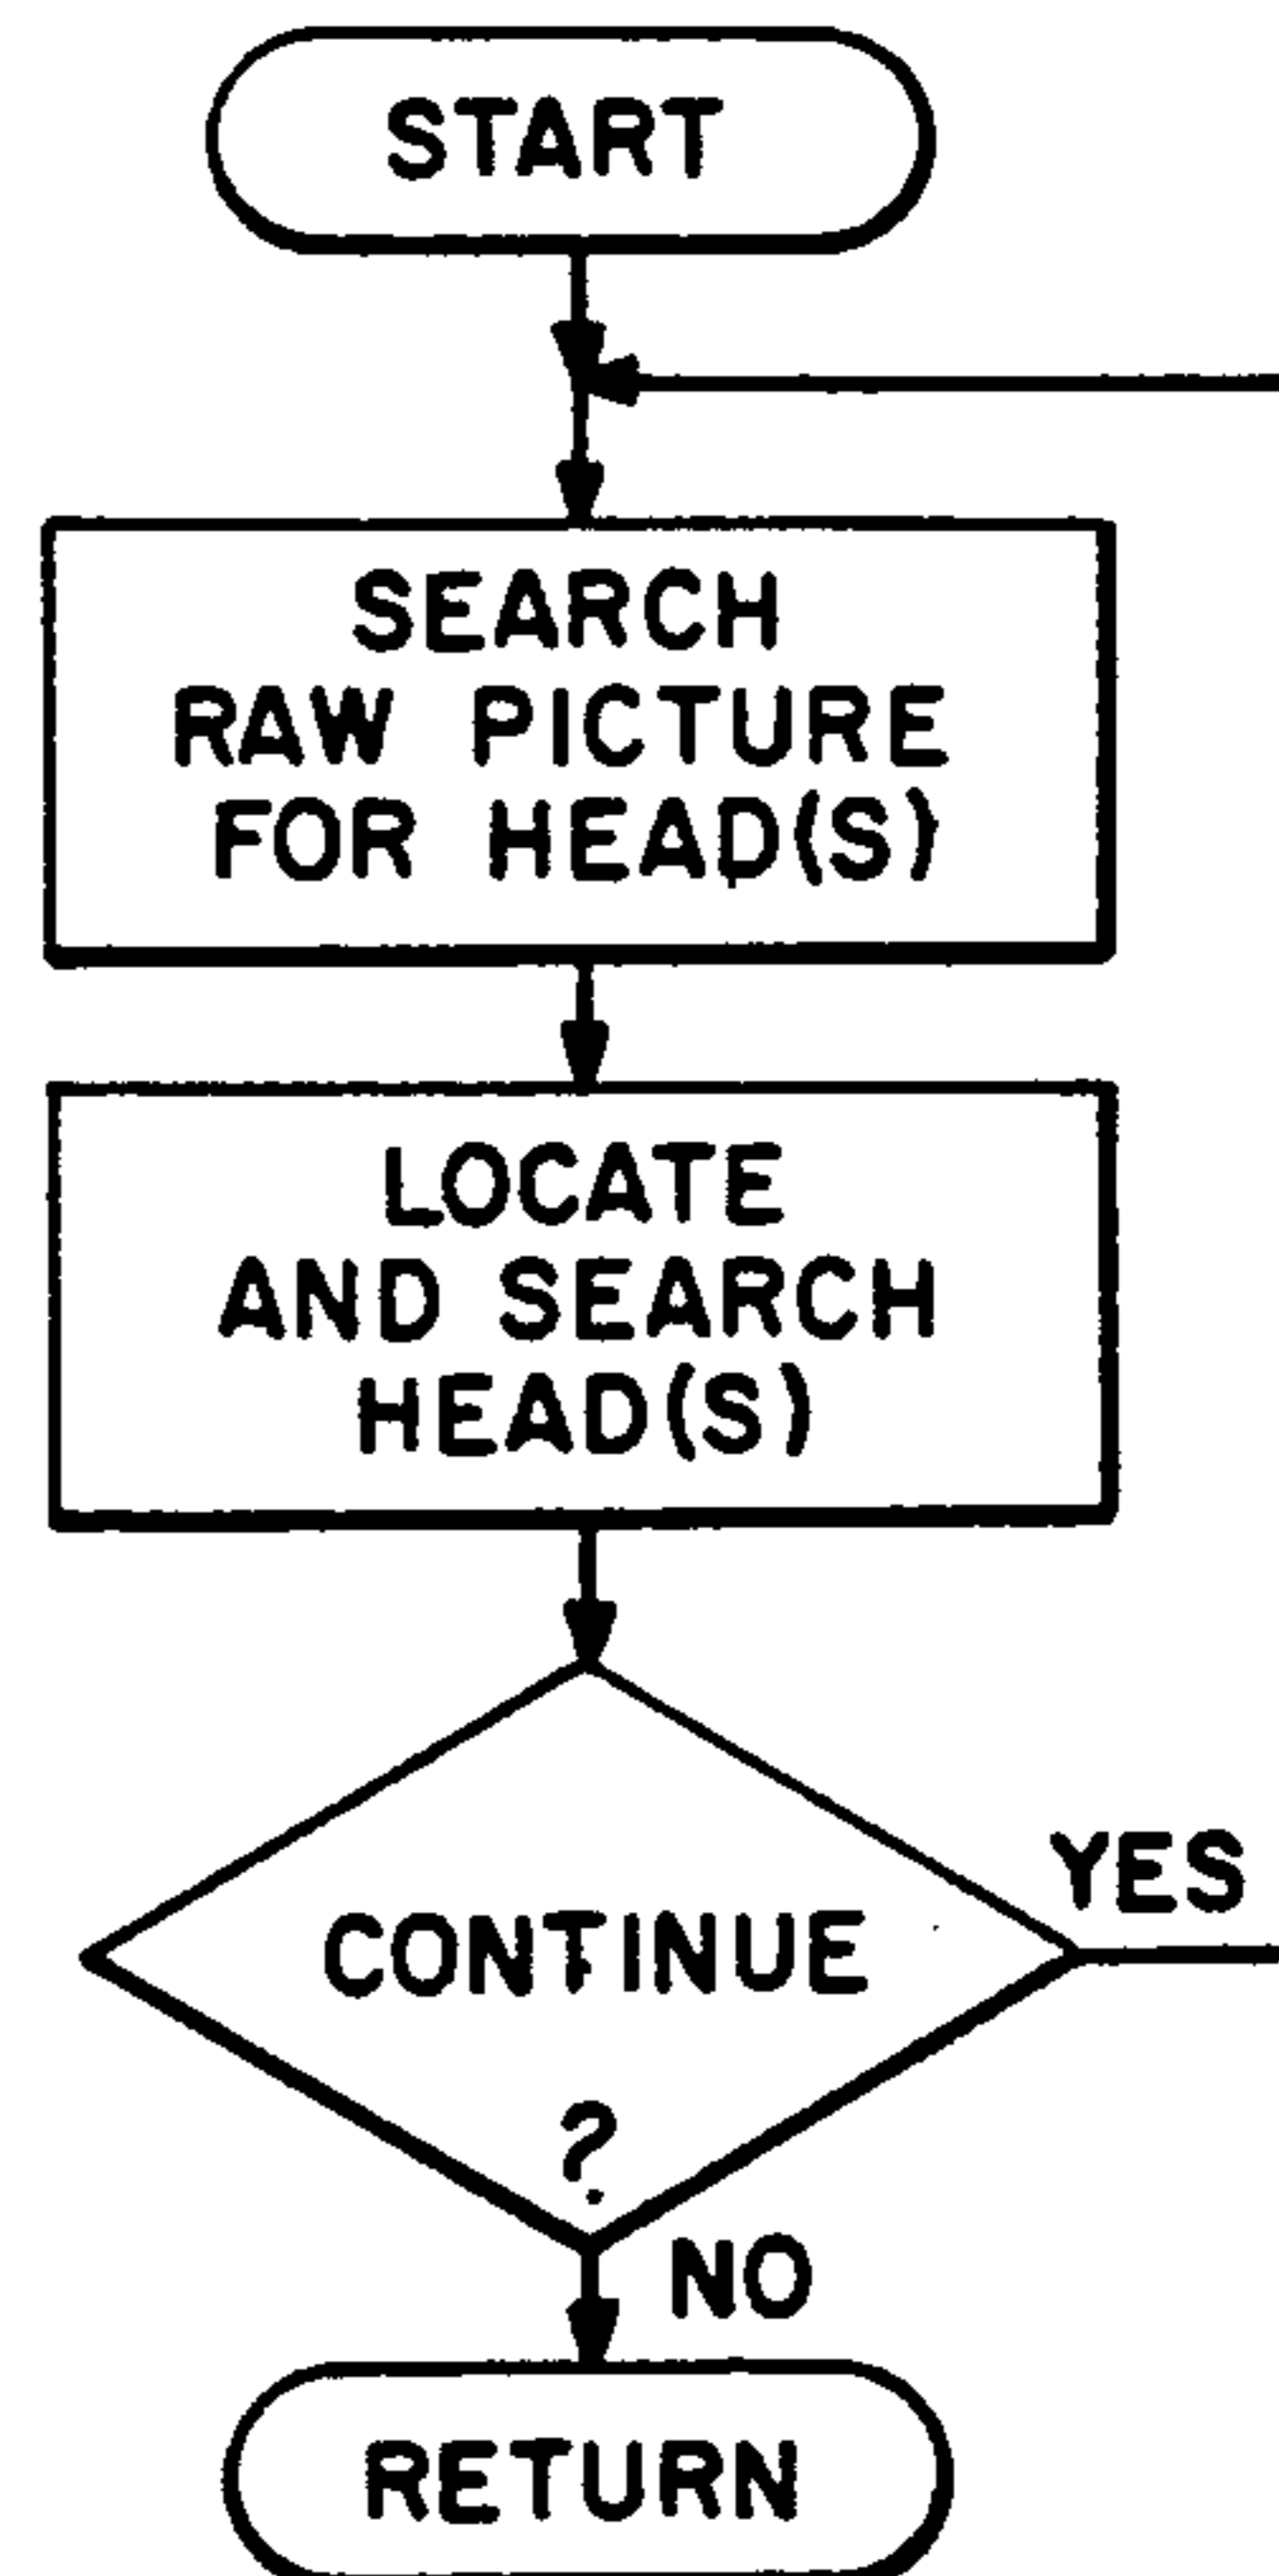 START
SEARCH
RAW PICTURE
FOR HEAD(S)
LOCATE
AND SEARCH
HEAD(S)
YES
CONTINUE
?
NO
RETURN